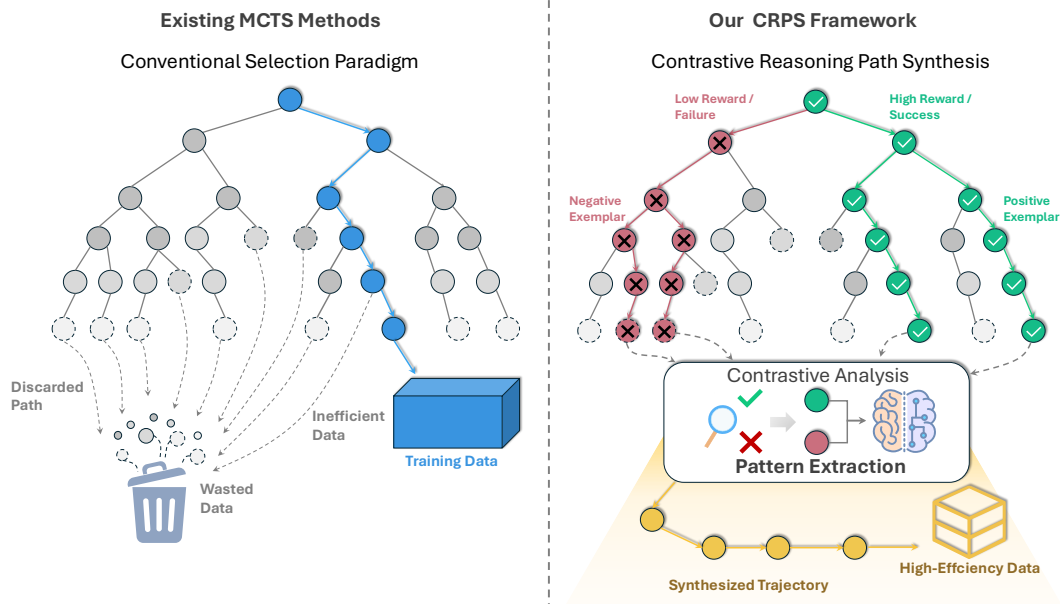 Existing MCTS Methods
Conventional Selection Paradigm
Discarded
Path
Inefficient
Data
Training Data
Wasted
Data
Our CRPS Framework
Contrastive Reasoning Path Synthesis
Low Reward /
Failure
High Reward /
Success
Negative
Exemplar
Positive
Exemplar
Contrastive Analysis
Pattern Extraction
High-Effciency Data
Synthesized Trajectory